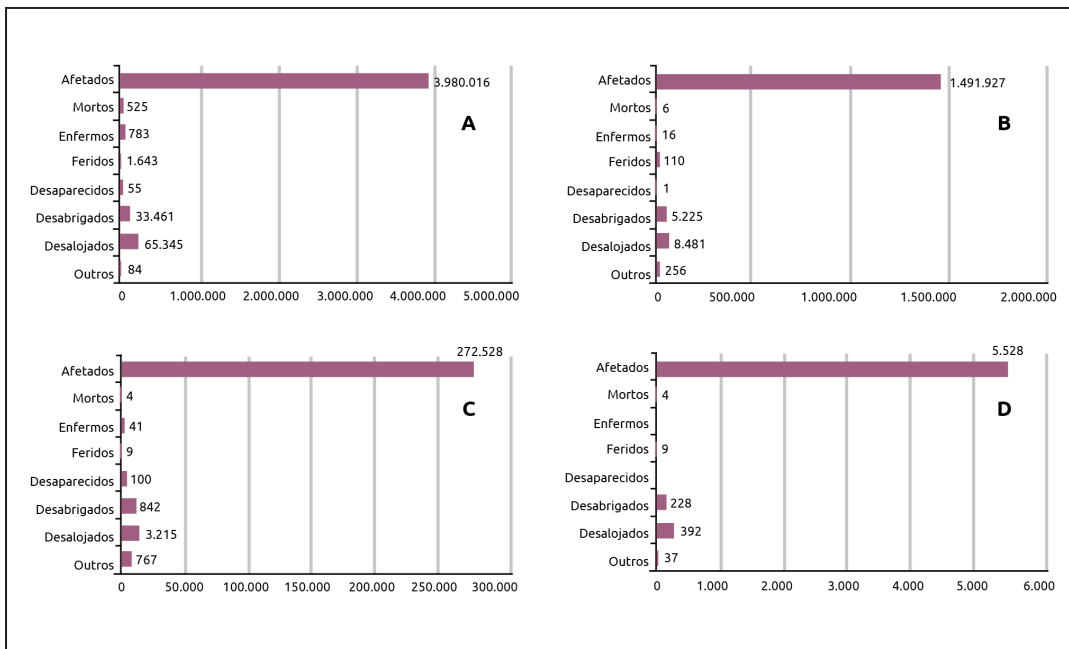 Afetados 3.980.016
Mortos 525
A
Enfermos 783
Feridos 1.643
Desaparecidos 55
Desabrigados 33.461
Desalojados 65.345
Outros 84
0 1.000.000 2.000.000 3.000.000 4.000.000 5.000.000
Afetados 1.491.927
Mortos 6
B
Enfermos 16
Feridos 110
Desaparecidos 1
Desabrigados 5.225
Desalojados 8.481
Outros 256
0 500.000 1.000.000 1.500.000 2.000.000
272.528
Afetados
Mortos 4
C
Enfermos 41
Feridos 9
Desaparecidos 100
Desabrigados 842
Desalojados 3.215
Outros 767
0 50.000 100.000 150.000 200.000 250.000 300.000
5.528
Afetados
Mortos 4
D
Enfermos
Feridos 9
Desaparecidos
Desabrigados 228
Desalojados 392
Outros 37
0 1.000 2.000 3.000 4.000 5.000 6.000